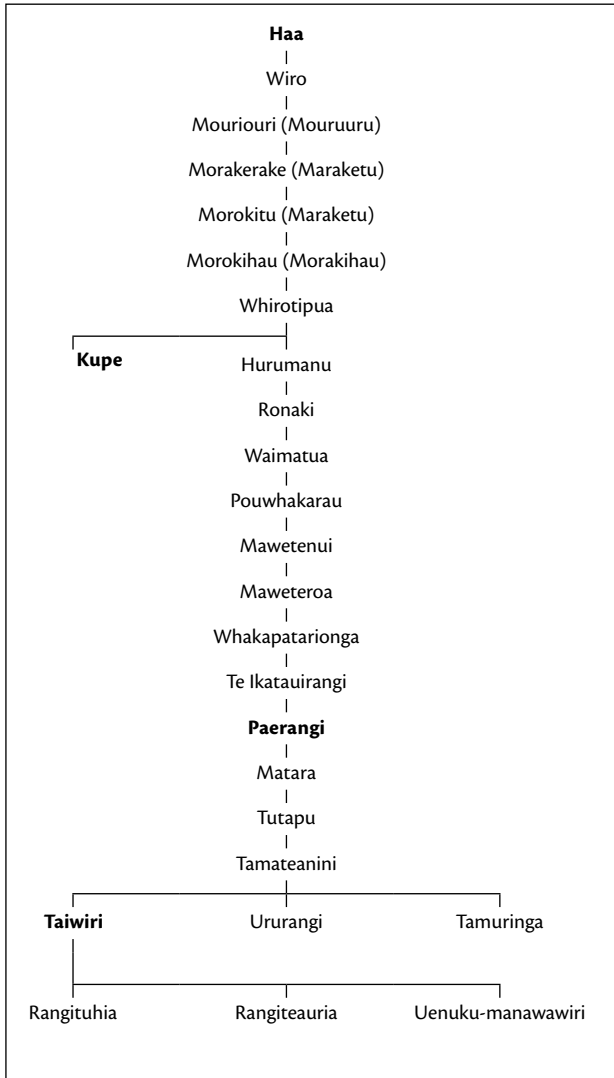 Haa
Wiro
Mouriouri (Mouruuru)
Morakerake (Maraketu)
Morokitu (Maraketu)
Morokihau (Morakihau)
Whirotipua
Kupe
Hurumanu
Ronaki
Waimatua
Pouwhakarau
Mawetenui
Maweteroa
Whakapatarionga
Te Ikatauirangi
Paerangi
Matara
Tutapu
Tamateanini
Taiwiri Ururangi Tamuringa
Rangituhia Rangiteauria Uenuku-manawawiri